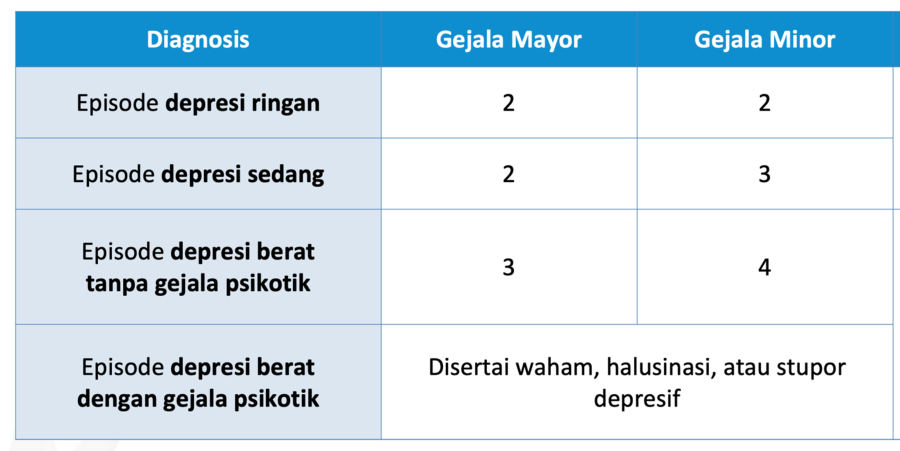 Diagnosis Gejala Mayor Gejala Minor
Episode depresi ringan 2 2
Episode depresi sedang 2 3
Episode depresi berat
tanpa gejala psikotik 3 4
Episode depresi berat
dengan gejala psikotik
Disertai waham, halusinasi, atau stupor
depresif